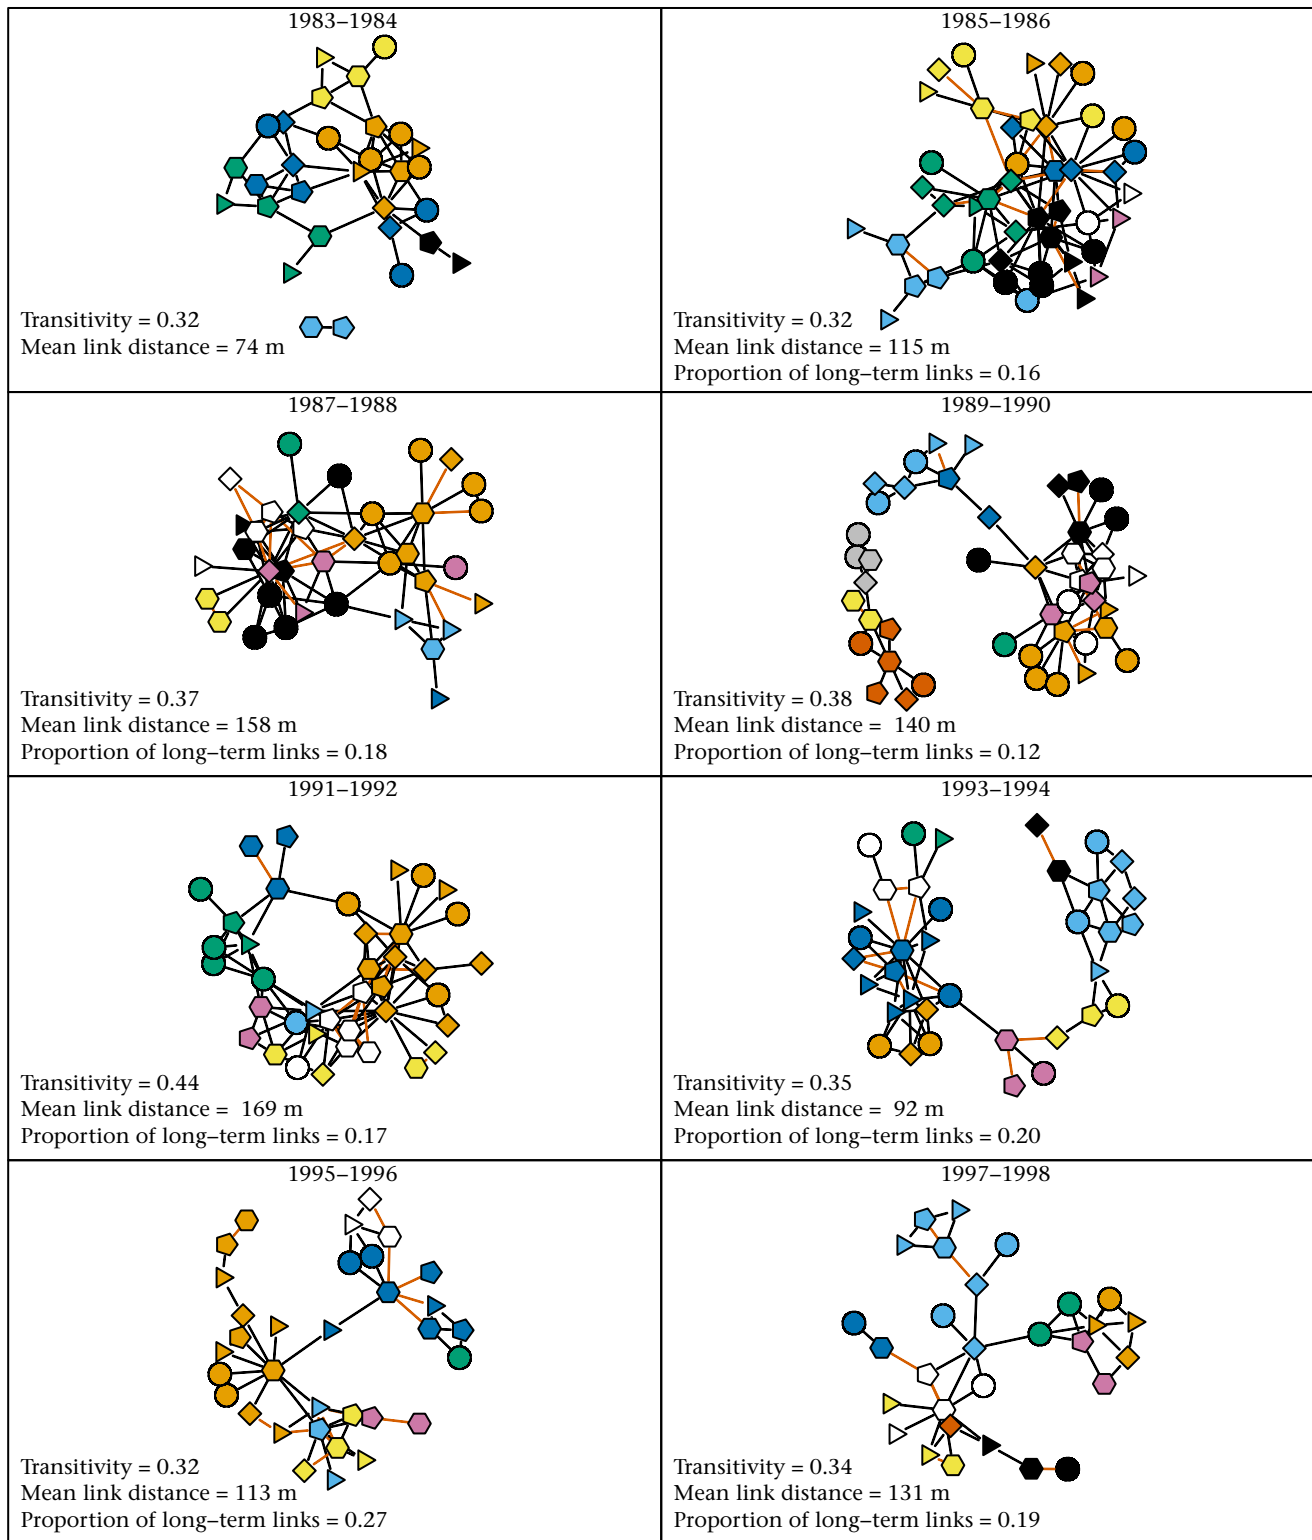 1983–1984
Transitivity = 0.32
Mean link distance = 74 m
1985–1986
Transitivity = 0.32
Mean link distance = 115 m
Proportion of long–term links = 0.16
1987–1988
Transitivity = 0.37
Mean link distance = 158 m
Proportion of long–term links = 0.18
1989–1990
Transitivity = 0.38
Mean link distance = 140 m
Proportion of long–term links = 0.12
1991–1992
Transitivity = 0.44
Mean link distance = 169 m
Proportion of long–term links = 0.17
1993–1994
Transitivity = 0.35
Mean link distance = 92 m
Proportion of long–term links = 0.20
1995–1996
Transitivity = 0.32
Mean link distance = 113 m
Proportion of long–term links = 0.27
1997–1998
Transitivity = 0.34
Mean link distance = 131 m
Proportion of long–term links = 0.19